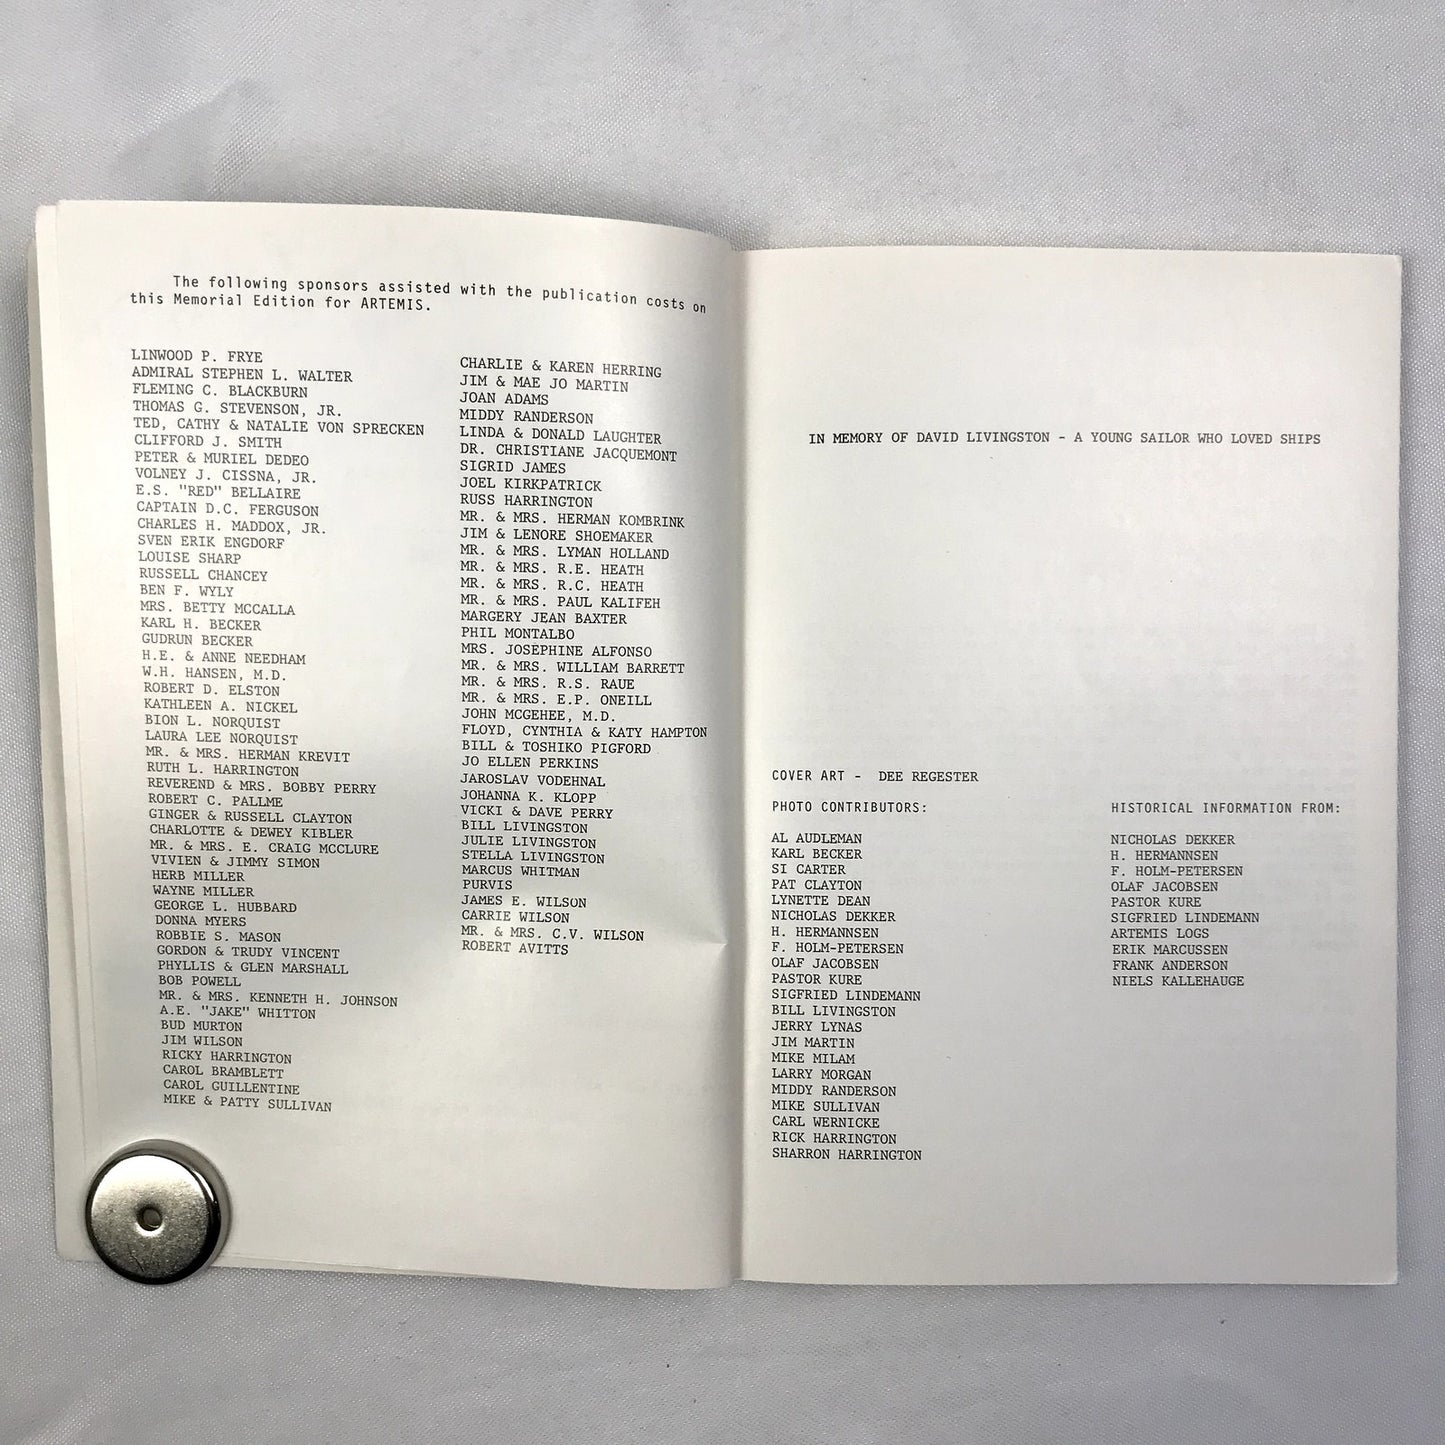 The following sponsors assisted with the publication costs on
this Memorial Edition for ARTEMIS.
LINWOOD P. FRYE
ADMIRAL STEPHEN L. WALTER
FLEMING C. BLACKBURN
THOMAS G. STEVENSON, JR.
TED, CATHY & NATALIE VON SPRECKEN
CLIFFORD J. SMITH
PETER & MURIEL DEDEO
VOLNEY J. CISSNA, JR.
E.S. "RED" BELLAIRE
CAPTAIN D.C. FERGUSON
CHARLES H. MADDOX, JR.
SVEN ERIK ENGDORF
LOUISE SHARP
RUSSELL CHANCEY
BEN F. WYLY
MRS. BETTY MCCALLA
KARL H. BECKER
GUDRUN BECKER
H.E. & ANNE NEEDHAM
W.H. HANSEN, M.D.
ROBERT D. ELSTON
KATHLEEN A. NICKEL
BION L. NORQUIST
LAURA LEE NORQUIST
MR. & MRS. HERMAN KREVIT
RUTH L. HARRINGTON
REVEREND & MRS. BOBBY PERRY
ROBERT C. PALLME
GINGER & RUSSELL CLAYTON
CHARLOTTE & DEWEY KIBLER
MR. & MRS. E. CRAIG MCCLURE
VIVIEN & JIMMY SIMON
HERB MILLER
WAYNE MILLER
GEORGE L. HUBBARD
DONNA MYERS
ROBBIE S. MASON
GORDON & TRUDY VINCENT
PHYLLIS & GLEN MARSHALL
BOB POWELL
MR. & MRS. KENNETH H. JOHNSON
A.E. "JAKE" WHITTON
BUD MURTON
JIM WILSON
RICKY HARRINGTON
CAROL BRAMBLETT
CAROL GUILLENTINE
MIKE & PATTY SULLIVAN
CHARLIE & KAREN HERRING
JIM & MAE JO MARTIN
JOAN ADAMS
MIDDY RANDERSON
LINDA & DONALD LAUGHTER
DR. CHRISTIANE JACQUEMONT
SIGRID JAMES
JOEL KIRKPATRICK
RUSS HARRINGTON
MR. & MRS. HERMAN KOMBRINK
JIM & LENORE SHOEMAKER
MR. & MRS. LYMAN HOLLAND
MR. & MRS. R.E. HEATH
MR. & MRS. R.C. HEATH
MR. & MRS. PAUL KALIFEH
MARGERY JEAN BAXTER
PHIL MONTALBO
MRS. JOSEPHINE ALFONSO
MR. & MRS. WILLIAM BARRETT
MR. & MRS. R.S. RAUE
MR. & MRS. E.P. ONEILL
JOHN MCGEHEE, M.D.
FLOYD, CYNTHIA & KATY HAMPTON
BILL & TOSHIKO PIGFORD
JO ELLEN PERKINS
JAROSLAV VODEHNAL
JOHANNA K. KLOPP
VICKI & DAVE PERRY
BILL LIVINGSTON
JULIE LIVINGSTON
STELLA LIVINGSTON
MARCUS WHITMAN
PURVIS
JAMES E. WILSON
CARRIE WILSON
MR. & MRS. C.V. WILSON
ROBERT AVITTS
IN MEMORY OF DAVID LIVINGSTON - A YOUNG SAILOR WHO LOVED SHIPS
COVER ART - DEE REGESTER
PHOTO CONTRIBUTORS:
AL AUDLEMAN
KARL BECKER
SI CARTER
PAT CLAYTON
LYNETTE DEAN
NICHOLAS DEKKER
H. HERMANNSEN
F. HOLM-PETERSEN
OLAF JACOBSEN
PASTOR KURE
SIGFRIED LINDEMANN
BILL LIVINGSTON
JERRY LYNAS
JIM MARTIN
MIKE MILAM
LARRY MORGAN
MIDDY RANDERSON
MIKE SULLIVAN
CARL WERNICKE
RICK HARRINGTON
SHARRON HARRINGTON
HISTORICAL INFORMATION FROM:
NICHOLAS DEKKER
H. HERMANNSEN
F. HOLM-PETERSEN
OLAF JACOBSEN
PASTOR KURE
SIGFRIED LINDEMANN
ARTEMIS LOGS
ERIK MARCUSSEN
FRANK ANDERSON
NIELS KALLEHAUGE